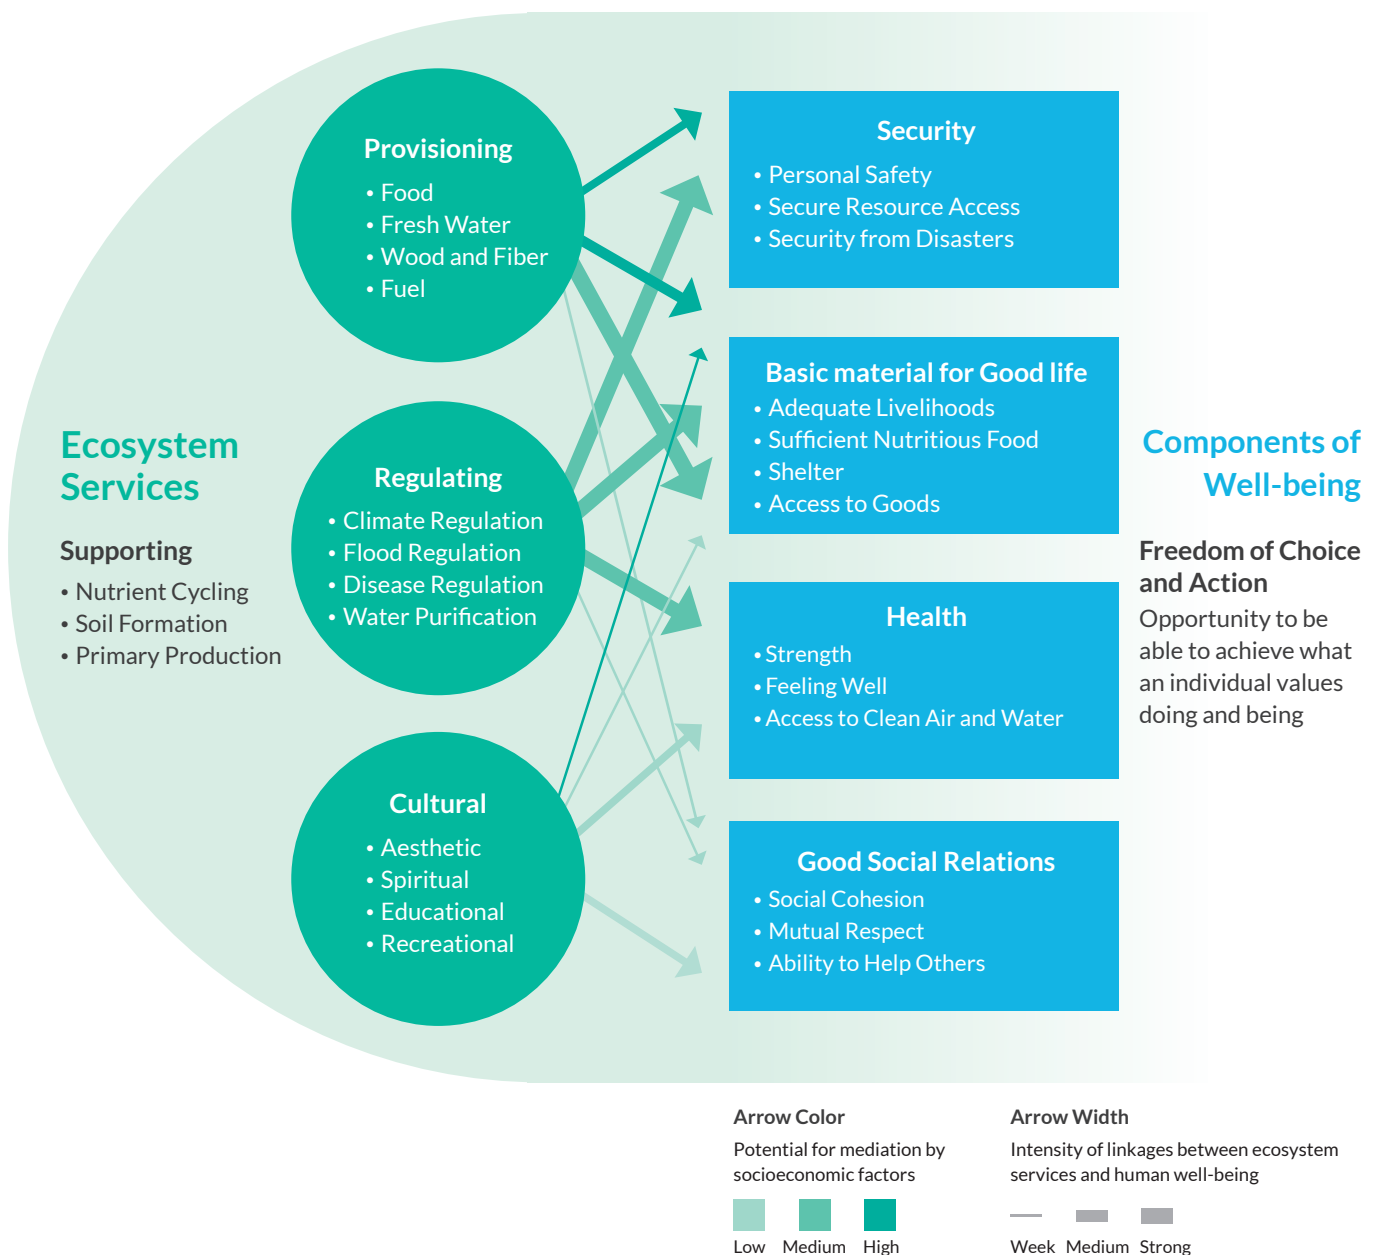 Ecosystem
Services
Supporting
• Nutrient Cycling
• Soil Formation
• Primary Production
Provisioning
• Food
• Fresh Water
• Wood and Fiber
• Fuel
Regulating
• Climate Regulation
• Flood Regulation
• Disease Regulation
• Water Purification
Cultural
• Aesthetic
• Spiritual
• Educational
• Recreational
Security
• Personal Safety
• Secure Resource Access
• Security from Disasters
Basic material for Good life
• Adequate Livelihoods
• Sufficient Nutritious Food
• Shelter
• Access to Goods
Health
• Strength
• Feeling Well
• Access to Clean Air and Water
Good Social Relations
• Social Cohesion
• Mutual Respect
• Ability to Help Others
Components of
Well-being
Freedom of Choice
and Action
Opportunity to be
able to achieve what
an individual values
doing and being
Arrow Color
Potential for mediation by
socioeconomic factors
Low Medium High
Arrow Width
Intensity of linkages between ecosystem
services and human well-being
Week Medium Strong